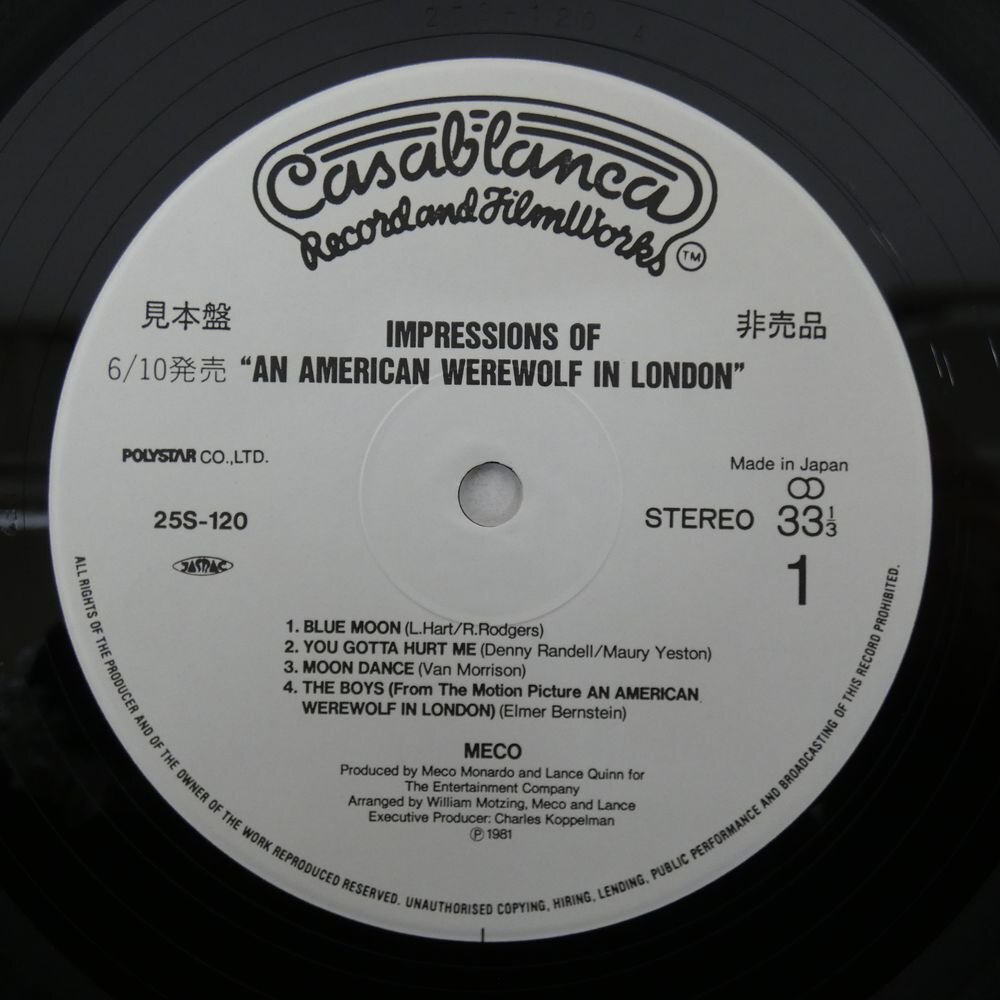 25S-120 A
Casablanca
Record and FilmWorks
TM
見本盤
非売品
IMPRESSIONS OF
6/10発売 “AN AMERICAN WEREWOLF IN LONDON”
POLYSTAR CO.,LTD.
Made in Japan
25S-120
STEREO 33⅓
JASRAC
1
1. BLUE MOON (L.Hart/R.Rodgers)
2. YOU GOTTA HURT ME (Denny Randell/Maury Yeston)
3. MOON DANCE (Van Morrison)
4. THE BOYS (From The Motion Picture AN AMERICAN
WEREWOLF IN LONDON) (Elmer Bernstein)
MECO
Produced by Meco Monardo and Lance Quinn for
The Entertainment Company
Arranged by William Motzing, Meco and Lance
Executive Producer: Charles Koppelman
Ⓟ1981
ALL RIGHTS OF THE PRODUCER AND OF THE OWNER OF THE WORK REPRODUCED RESERVED. UNAUTHORISED COPYING, HIRING, LENDING, PUBLIC PERFORMANCE AND BROADCASTING OF THIS RECORD PROHIBITED.